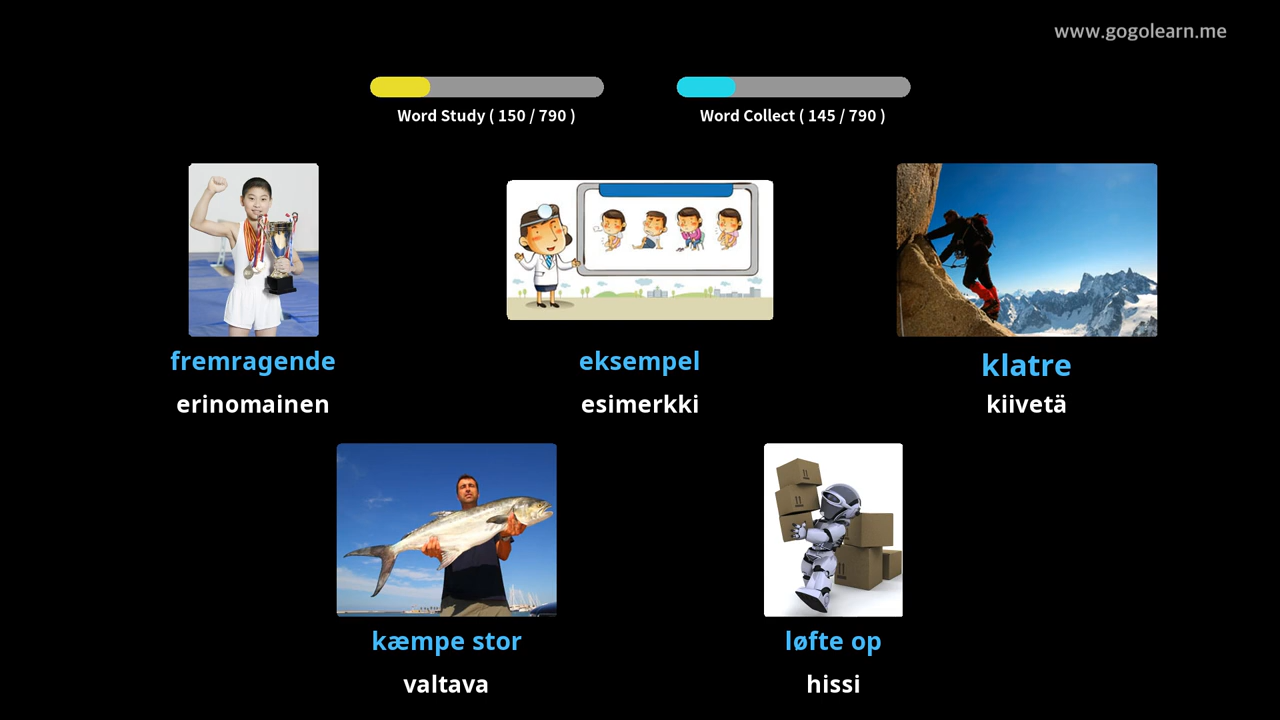 www.gogolearn.me
Word Study ( 150 / 790 )
Word Collect ( 145 / 790 )
fremragende
erinomainen
eksempel
esimerkki
klatre
kiivetä
kæmpe stor
valtava
løfte op
hissi